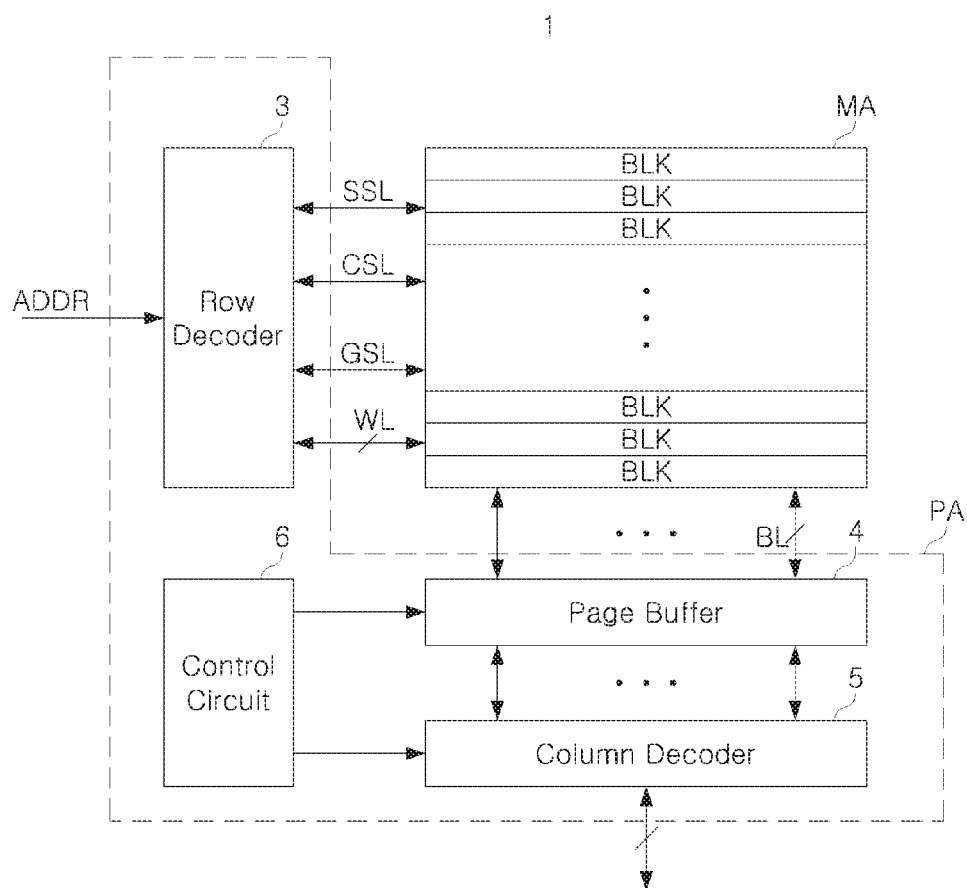 1
3
MA
Row
Decoder
ADDR
SSL
CSL
GSL
WL
BLK
BLK
BLK
BLK
BLK
BLK
BL
PA
6
4
Control
Circuit
Page Buffer
5
Column Decoder